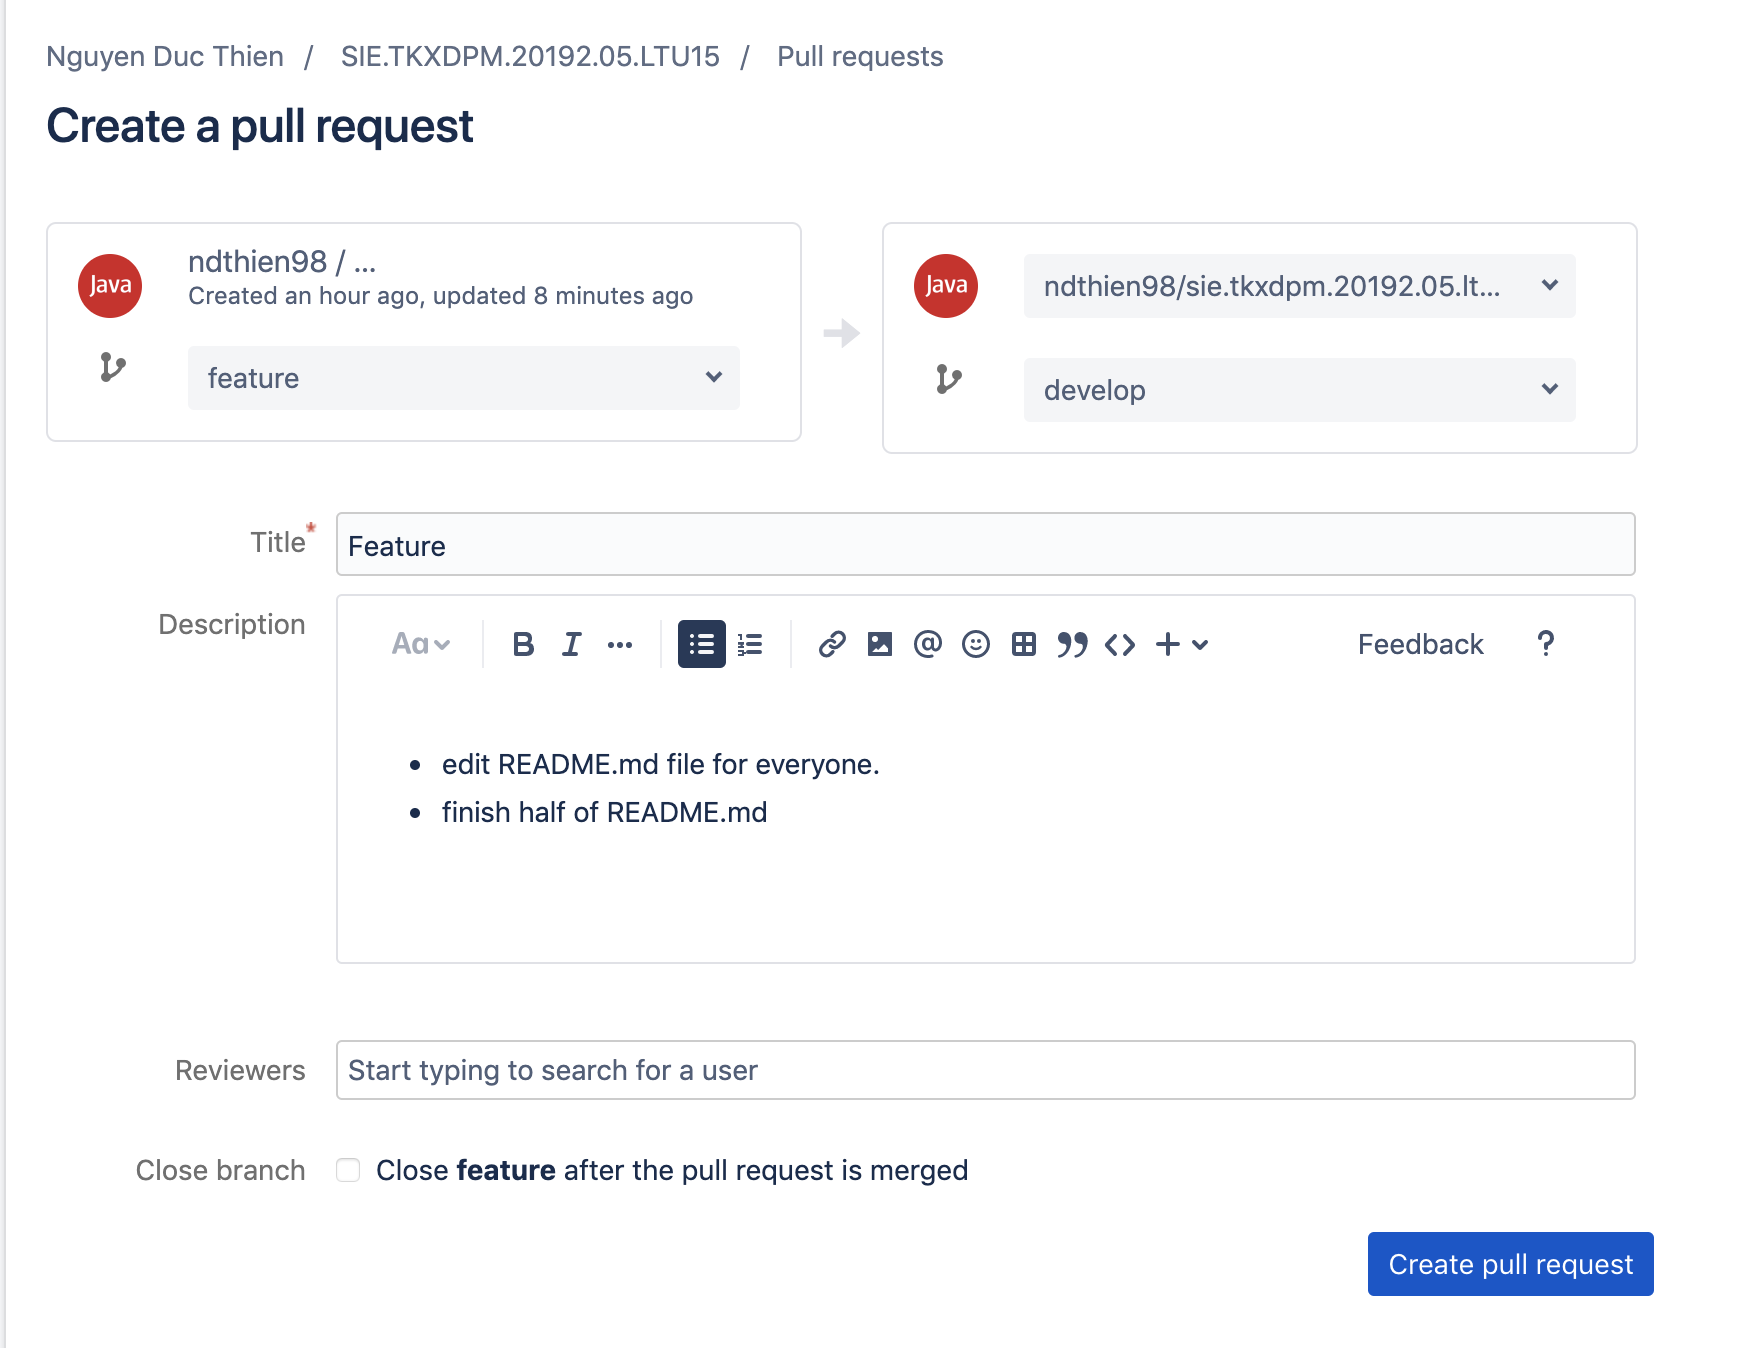 Nguyen Duc Thien / SIE.TKXDPM.20192.05.LTU15 / Pull requests
Create a pull request
Java
ndthien98 / ...
Created an hour ago, updated 8 minutes ago
feature
Java
ndthien98/sie.tkxdpm.20192.05.lt...
develop
Title*
Feature
Description
Aa B I ... @ Feedback ?
• edit README.md file for everyone.
• finish half of README.md
Reviewers
Start typing to search for a user
Close branch
Close feature after the pull request is merged
Create pull request